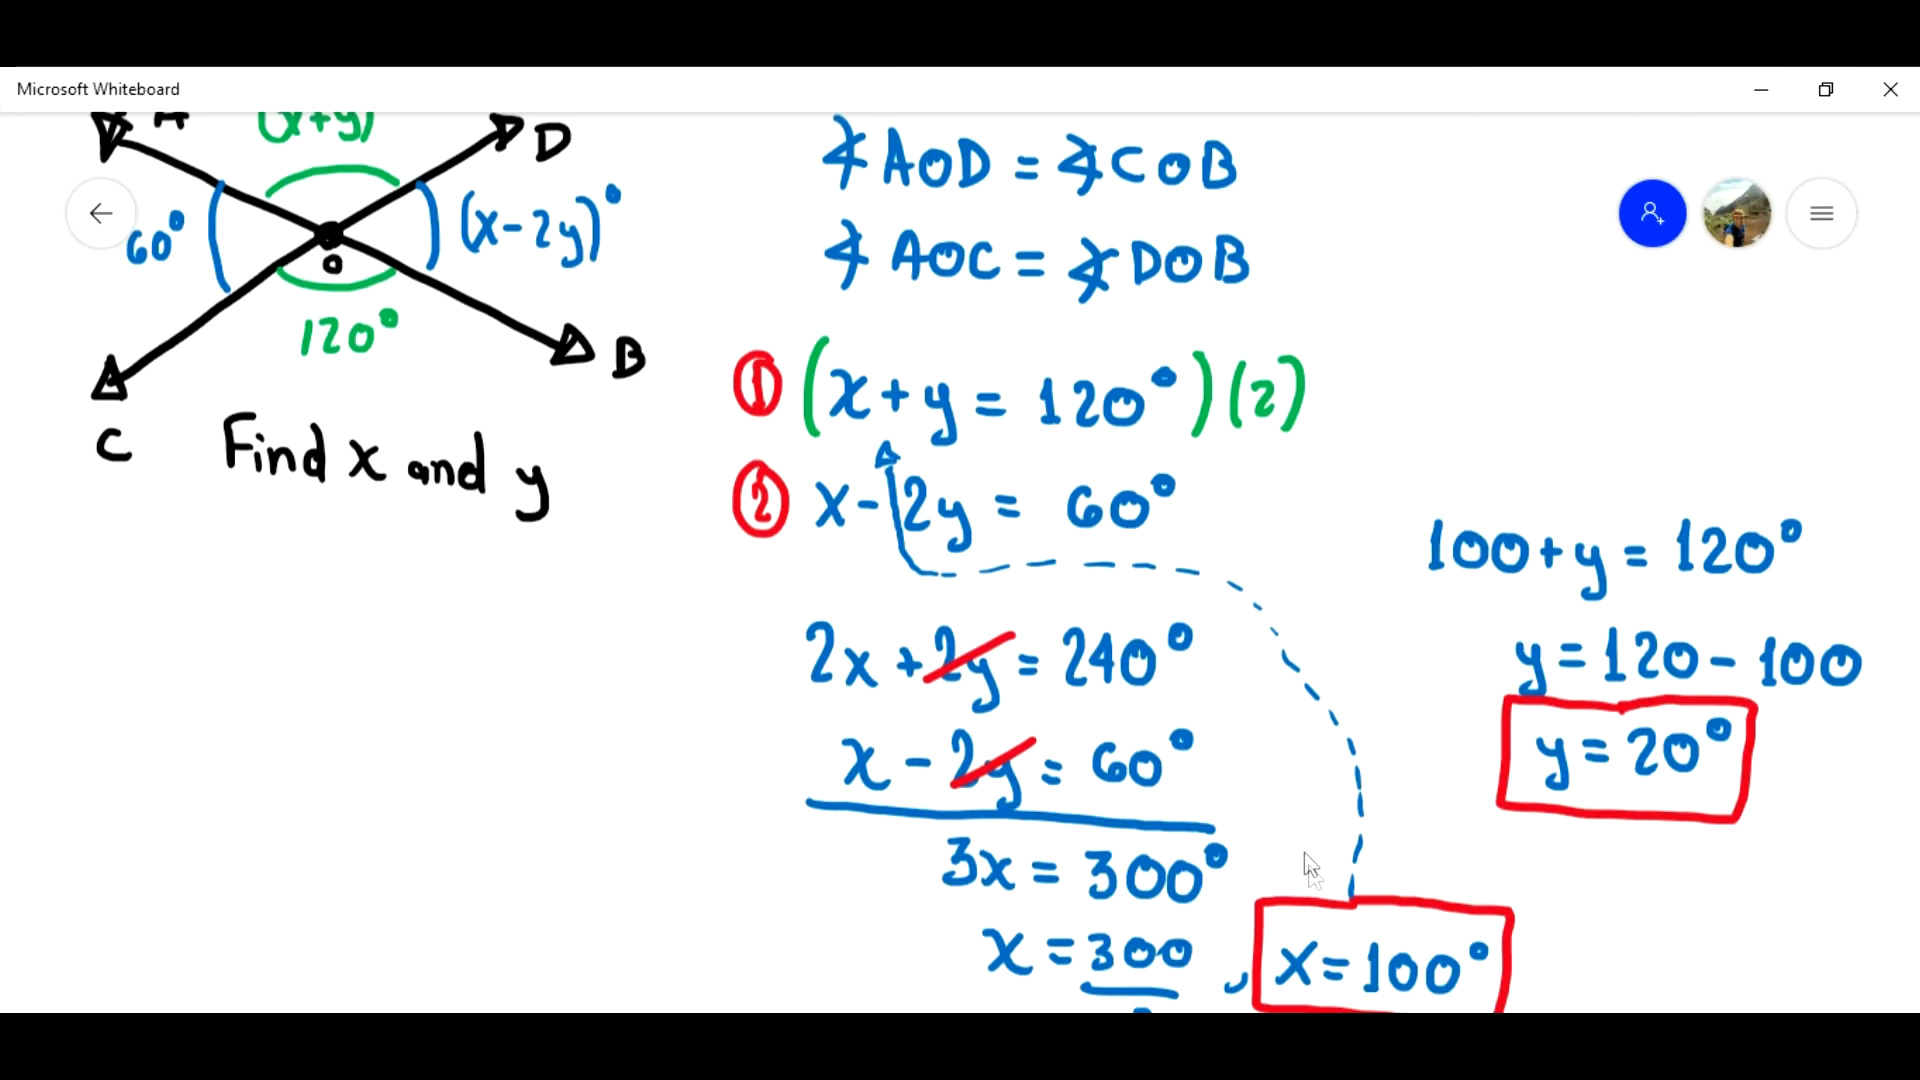 Microsoft Whiteboard
A (x+y) D
60° (x-2y)°
O
120°
B
C
Find x and y
∢AOD = ∢COB
∢AOC = ∢DOB
① (x+y = 120°)(2)
② x-2y = 60°
2x+2y = 240°
x-2y = 60°
3x = 300°
x = 300, x=100°
100+y = 120°
y=120-100
y=20°